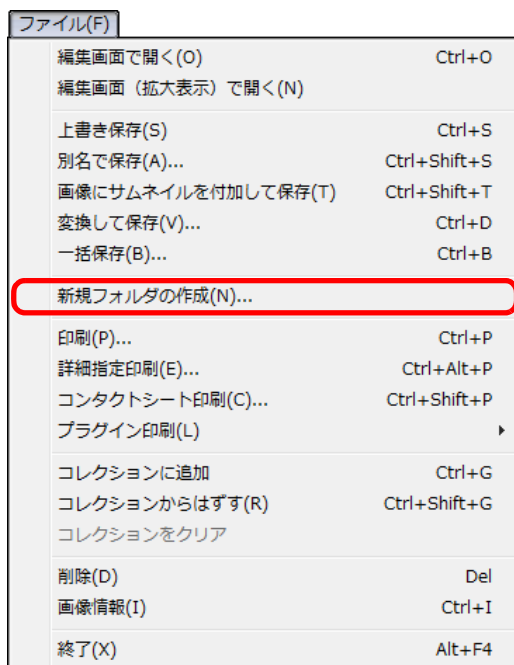 ファイル(F)
編集画面で開く(O) Ctrl+O
編集画面（拡大表示）で開く(N)
上書き保存(S) Ctrl+S
別名で保存(A)... Ctrl+Shift+S
画像にサムネイルを付加して保存(T) Ctrl+Shift+T
変換して保存(V)... Ctrl+D
一括保存(B)... Ctrl+B
新規フォルダの作成(N)...
印刷(P)... Ctrl+P
詳細指定印刷(E)... Ctrl+Alt+P
コンタクトシート印刷(C)... Ctrl+Shift+P
プラグイン印刷(L)
コレクションに追加 Ctrl+G
コレクションからはずす(R) Ctrl+Shift+G
コレクションをクリア
削除(D) Del
画像情報(I) Ctrl+I
終了(X) Alt+F4